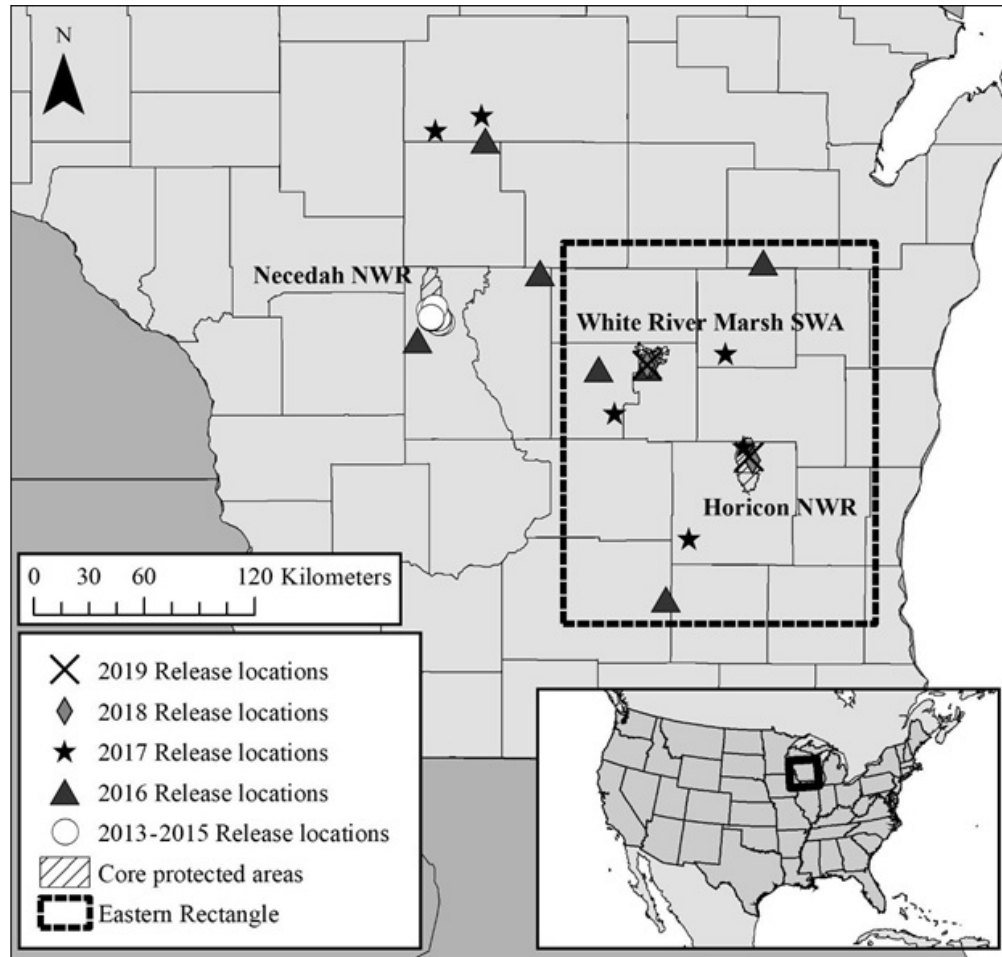 N
Necedah NWR
White River Marsh SWA
Horicon NWR
0 30 60 120 Kilometers
2019 Release locations
2018 Release locations
2017 Release locations
2016 Release locations
2013-2015 Release locations
Core protected areas
Eastern Rectangle